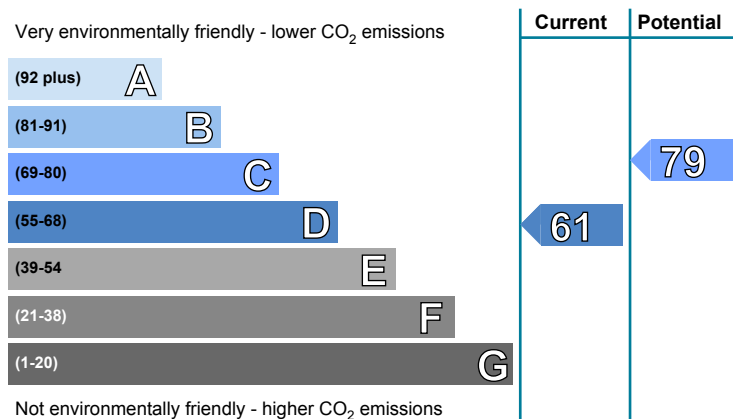 Very environmentally friendly - lower CO2 emissions
Current
Potential
(92 plus) A
(81-91) B
(69-80) C
79
(55-68) D
61
(39-54 E
(21-38) F
(1-20) G
Not environmentally friendly - higher CO2 emissions